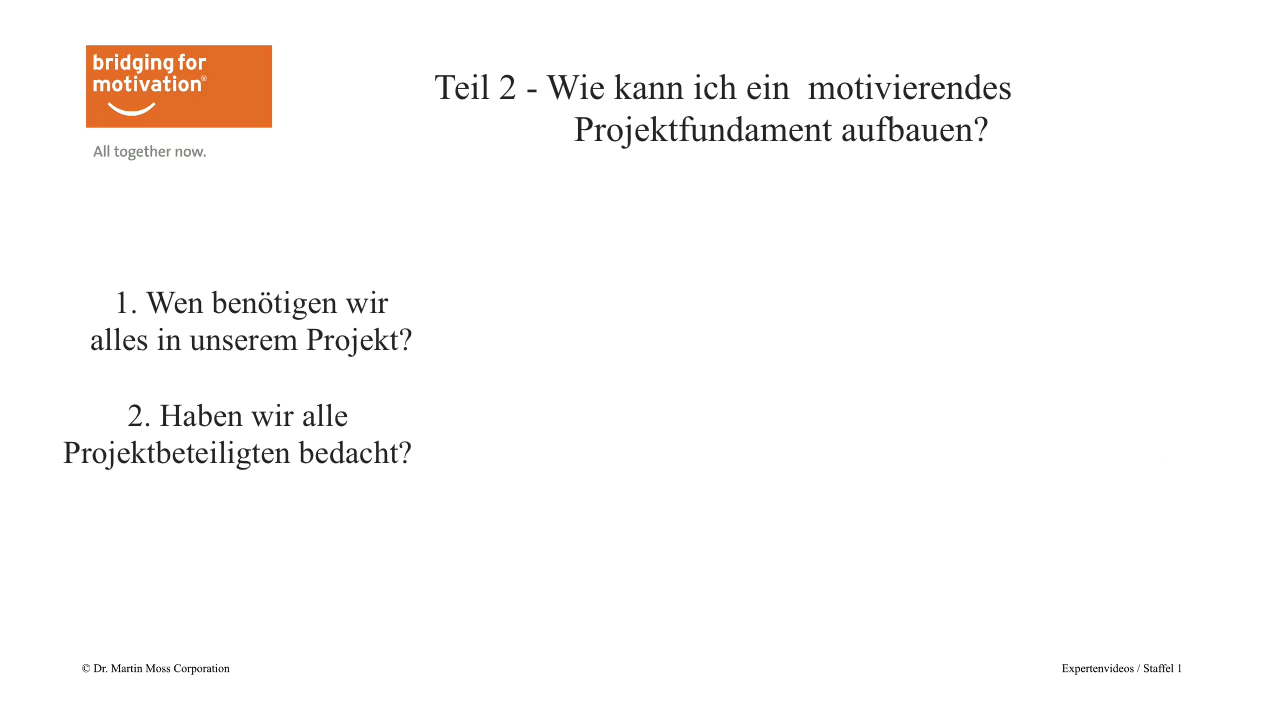 bridging for
motivation®
All together now.
Teil 2 - Wie kann ich ein motivierendes
Projektfundament aufbauen?
1. Wen benötigen wir
alles in unserem Projekt?
2. Haben wir alle
Projektbeteiligten bedacht?
© Dr. Martin Moss Corporation
Expertenvideos / Staffel 1